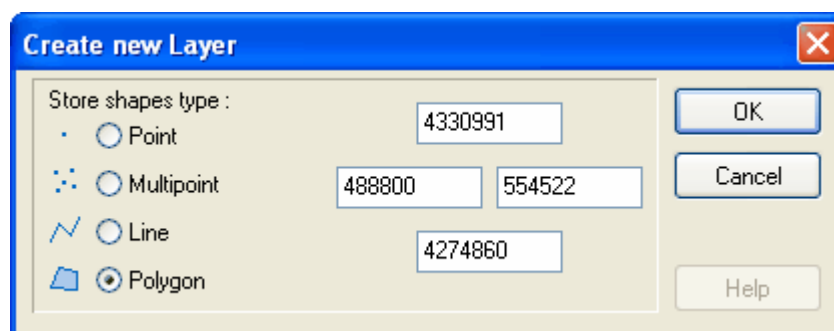 Create new Layer
Store shapes type :
Point
4330991
OK
Multipoint
488800
554522
Cancel
Line
4274860
Polygon
Help